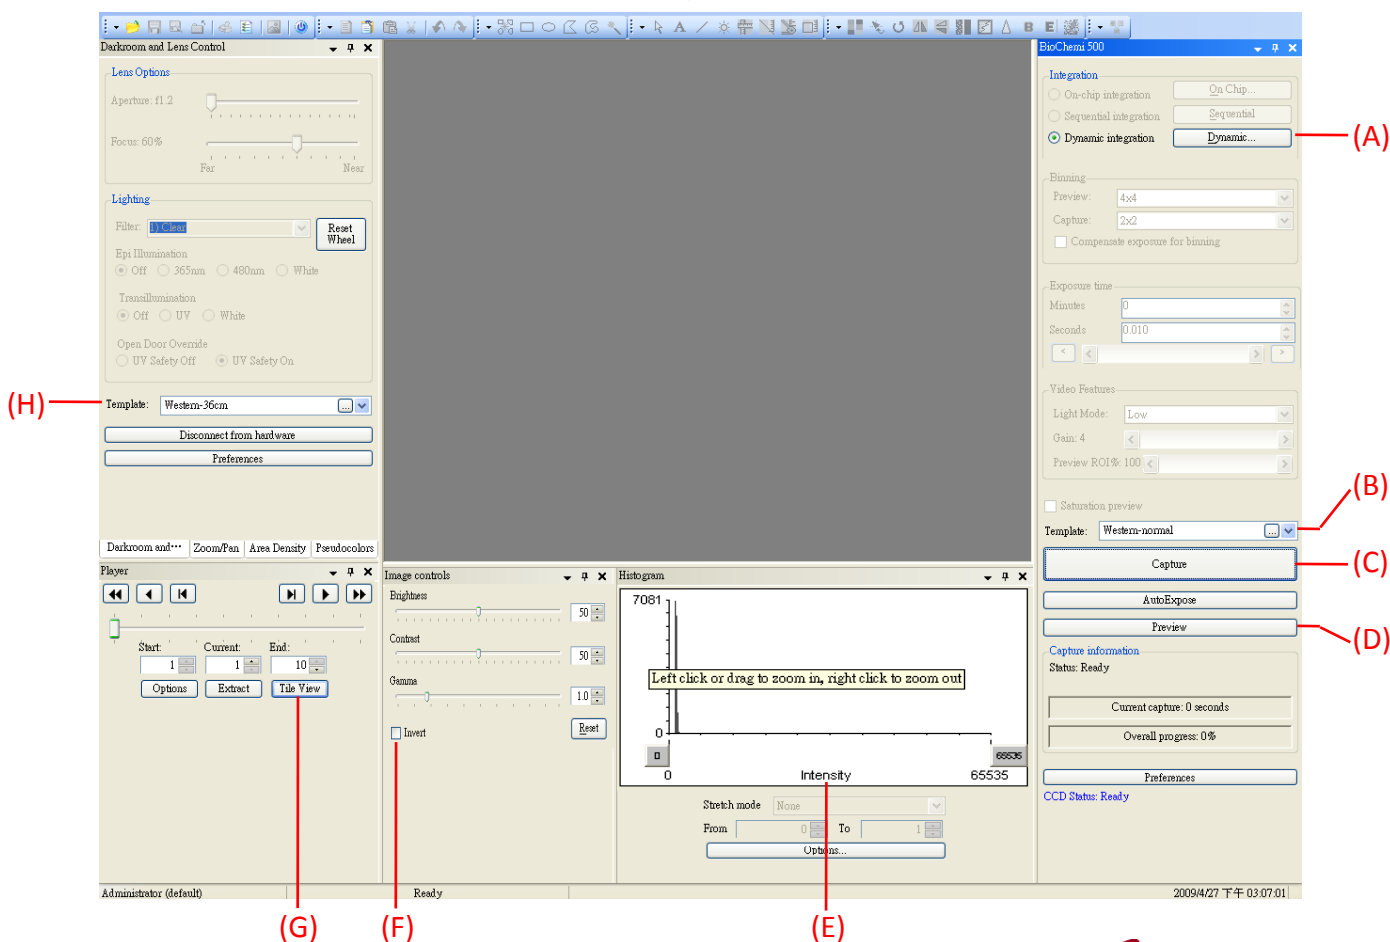 Darkroom and Lens Control
Lens Options
Aperture: f1.2
Focus: 60%
Far Near
Lighting
Filter: 1) Clear
Reset Wheel
Epi Illumination
Off 365nm 480nm White
Transillumination
Off UV White
Open Door Override
UV Safety Off UV Safety On
(H)
Template: Western-36cm ...
Disconnect from hardware
Preferences
Darkroom and··· Zoom/Pan Area Density Pseudocolors
Player
Start: Current: End:
1 1 10
Options Extract Tile View
Image controls
Brightness
50
Contrast
50
Gamma
1.0
Invert
Reset
Histogram
7081
Left click or drag to zoom in, right click to zoom out
0
0 65535
0 Intensity 65535
Stretch mode None
From 0 To 1
Options...
BioChemi 500
Integration
On-chip integration On Chip...
Sequential integration Sequential
Dynamic integration Dynamic...
(A)
Binning
Preview: 4x4
Capture: 2x2
Compensate exposure for binning
Exposure time
Minutes 0
Seconds 0.010
< >
Video Features
Light Mode: Low
Gain: 4
Preview ROI%: 100
Saturation preview
(B)
Template: Western-normal ...
Capture
(C)
AutoExpose
Preview
(D)
Capture information
Status: Ready
Current capture: 0 seconds
Overall progress: 0%
Preferences
CCD Status: Ready
Administrator (default) Ready 2009/4/27 下午 03:07:01
(G) (F) (E)